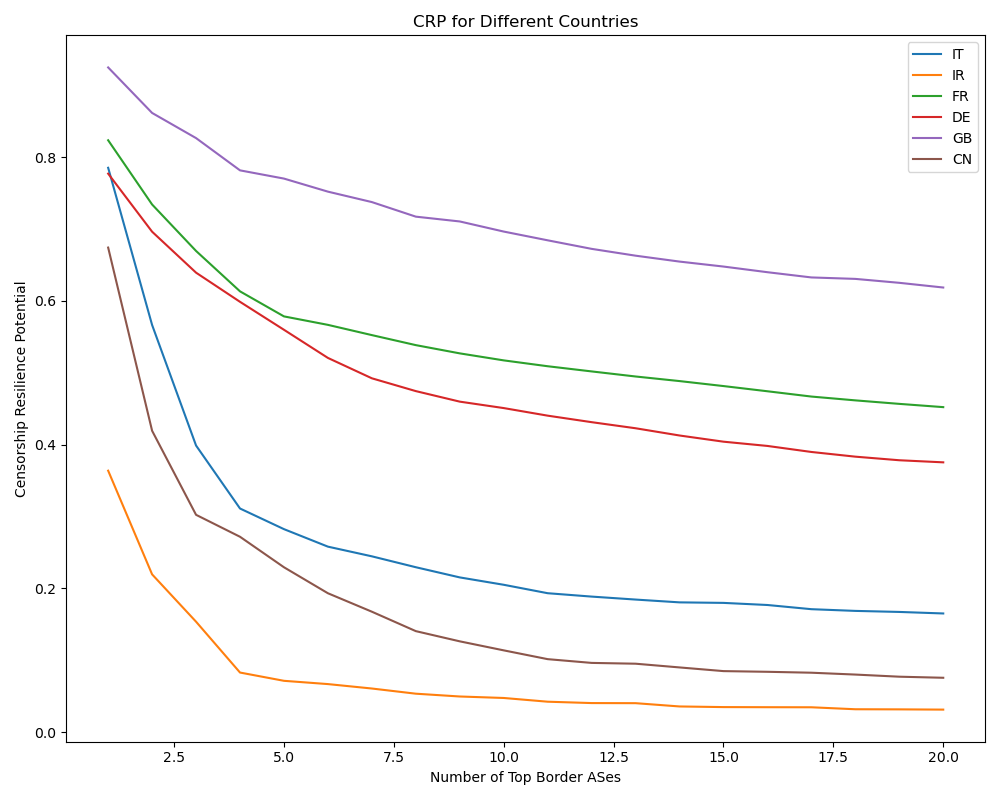 CRP for Different Countries
IT
IR
FR
DE
GB
CN
0.8
0.6
0.4
0.2
0.0
Censorship Resilience Potential
2.5
5.0
7.5
10.0
12.5
15.0
17.5
20.0
Number of Top Border ASes